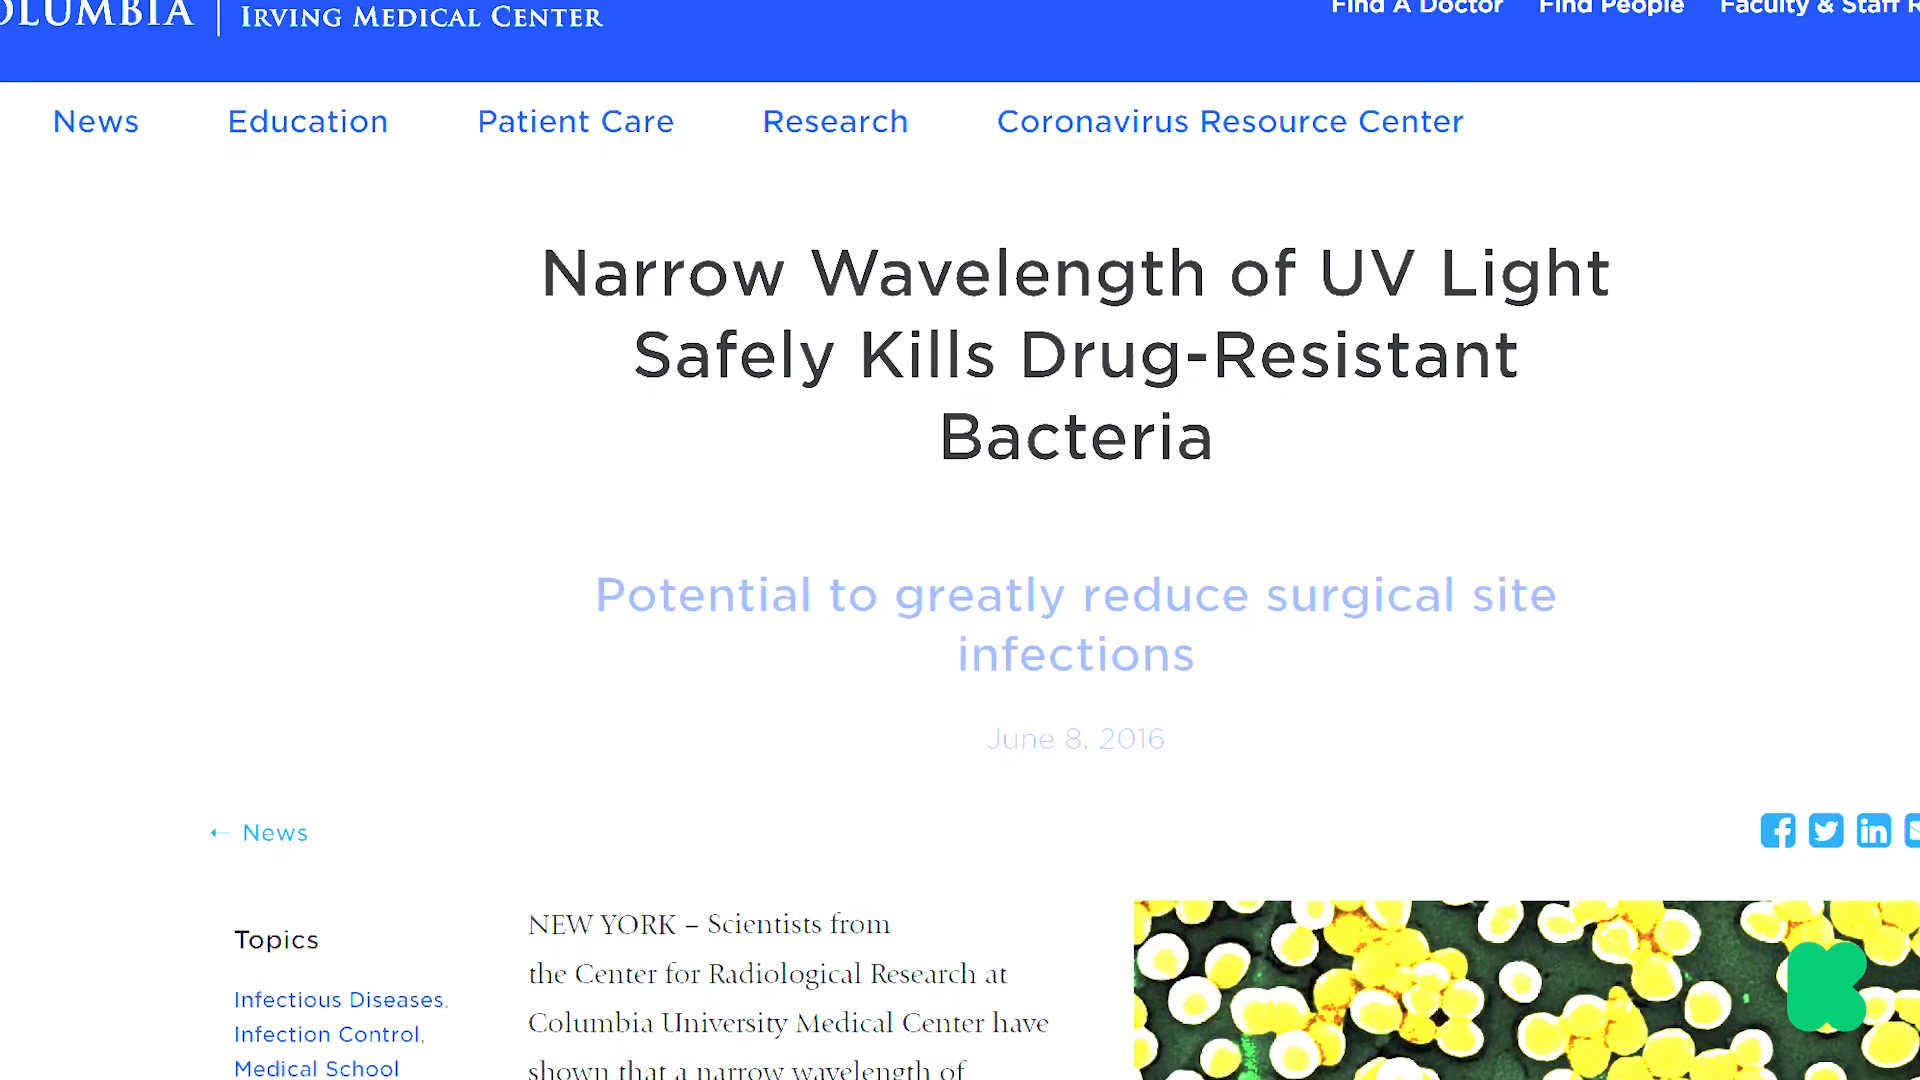 IRVING MEDICAL CENTER
Find A Doctor Find People Faculty & Staff
News Education Patient Care Research Coronavirus Resource Center
Narrow Wavelength of UV Light
Safely Kills Drug-Resistant
Bacteria
Potential to greatly reduce surgical site
infections
June 8, 2016
← News
Topics
Infectious Diseases,
Infection Control,
Medical School
NEW YORK – Scientists from
the Center for Radiological Research at
Columbia University Medical Center have
shown that a narrow wavelength of